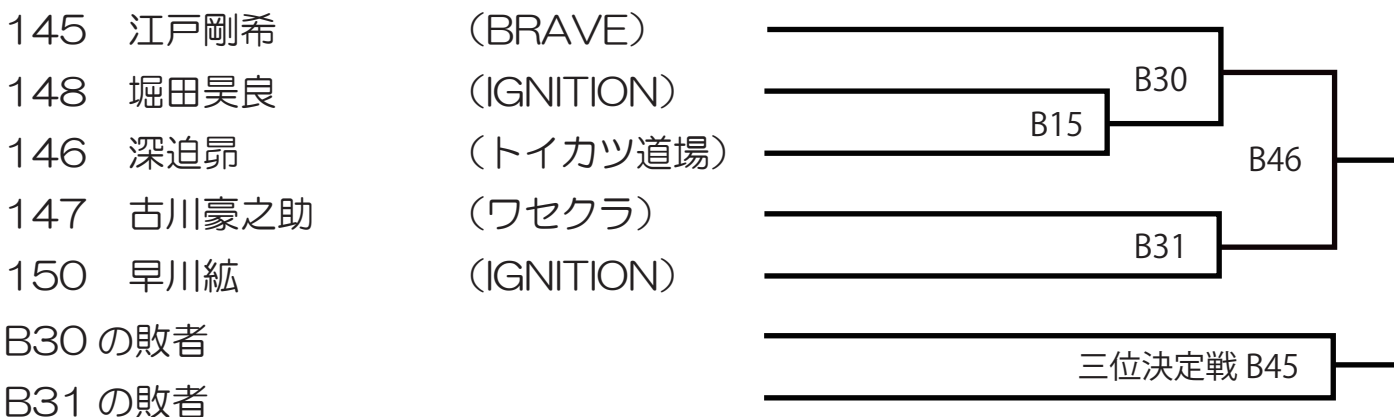 145 江戸剛希 (BRAVE)
148 堀田昊良 (IGNITION)
146 深迫昴 (トイカツ道場)
147 古川豪之助 (ワセクラ)
150 早川紘 (IGNITION)
B30 の敗者
B31 の敗者
B30
B15
B46
B31
三位決定戦 B45